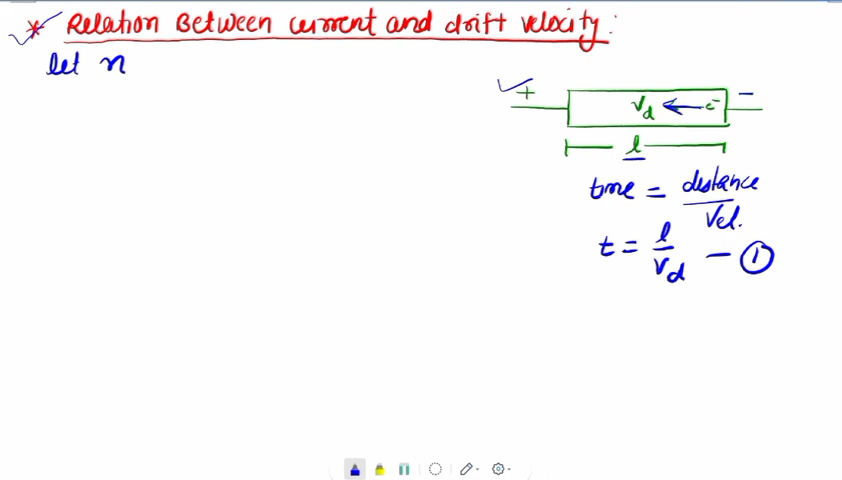 * Relation Between current and drift velocity:
let n
+ Vd e⁻ −
l
time = distance / Vel.
t = l / Vd — ①